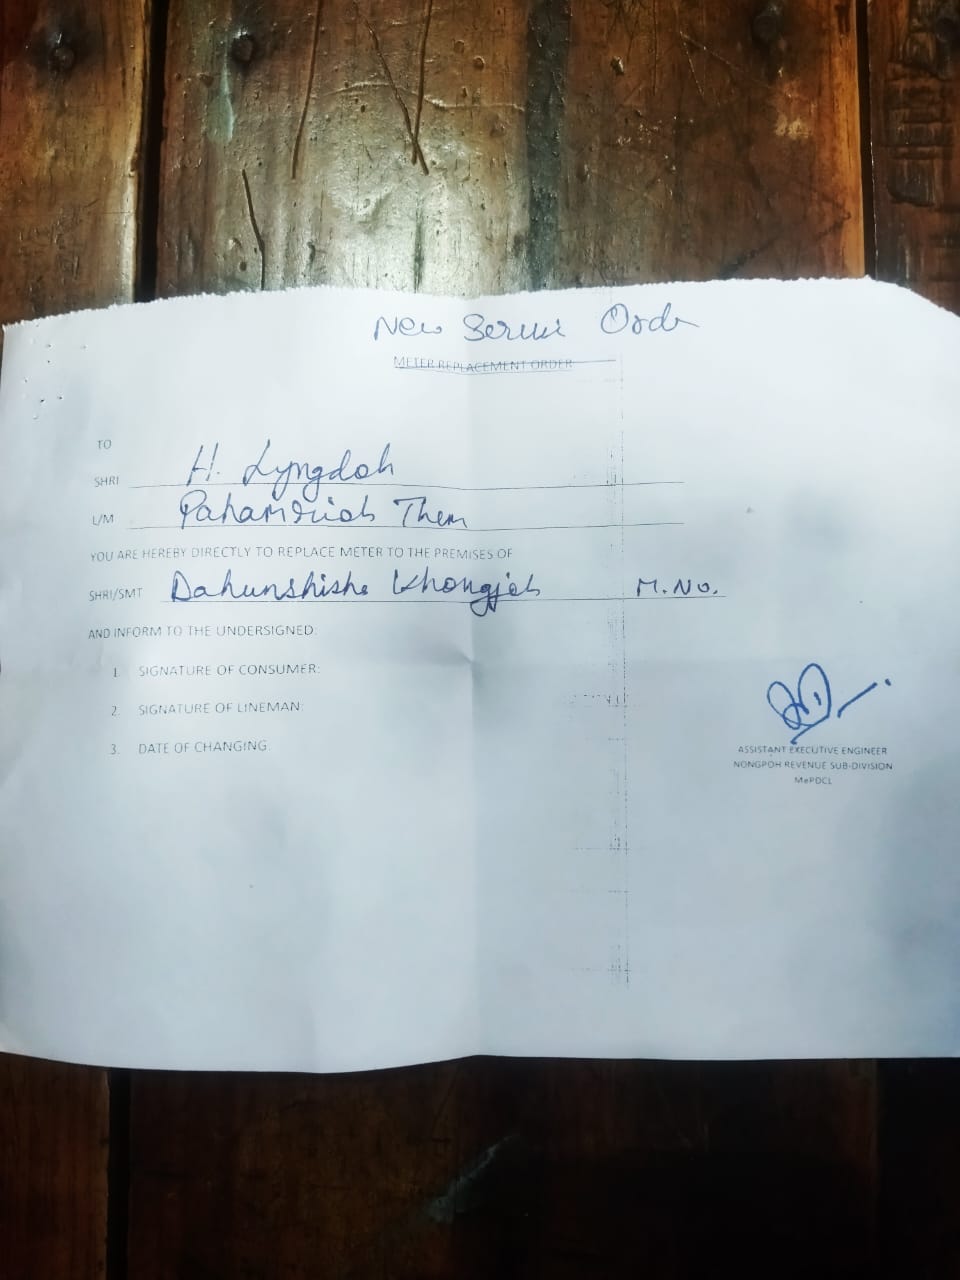 New Service Order
METER REPLACEMENT ORDER
TO
SHRI H. Lyngdoh
L/M Pahamrioh Them
YOU ARE HEREBY DIRECTLY TO REPLACE METER TO THE PREMISES OF
SHRI/SMT Dahunshisha Khongjoh M.No.
AND INFORM TO THE UNDERSIGNED:
1. SIGNATURE OF CONSUMER:
2. SIGNATURE OF LINEMAN:
3. DATE OF CHANGING:
ASSISTANT EXECUTIVE ENGINEER
NONGPOH REVENUE SUB-DIVISION
MePDCL